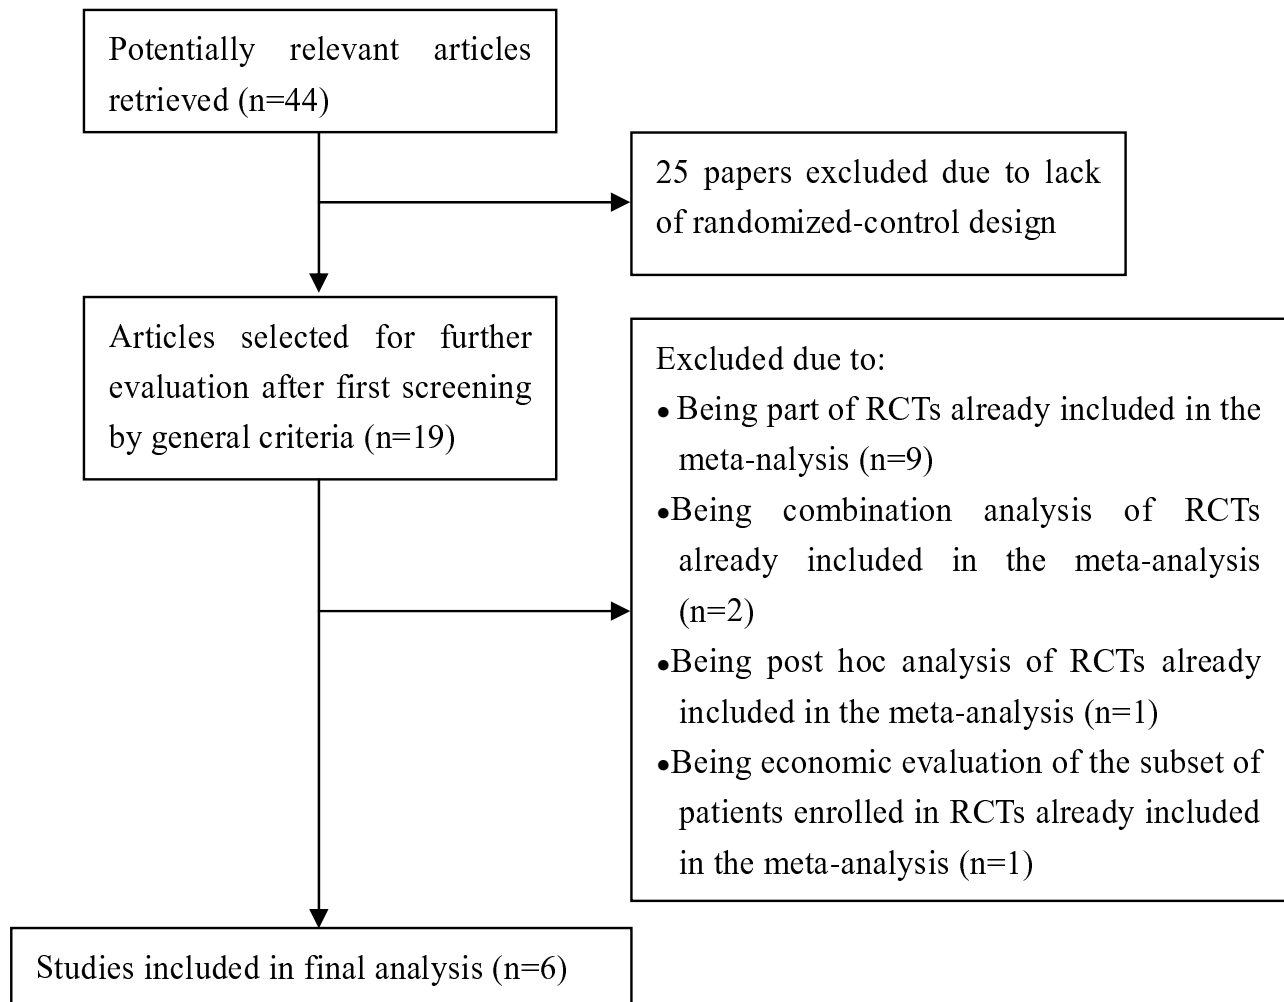 Potentially relevant articles
retrieved (n=44)
25 papers excluded due to lack
of randomized-control design
Articles selected for further
evaluation after first screening
by general criteria (n=19)
Excluded due to:
● Being part of RCTs already included in the
meta-nalysis (n=9)
●Being combination analysis of RCTs
already included in the meta-analysis
(n=2)
●Being post hoc analysis of RCTs already
included in the meta-analysis (n=1)
●Being economic evaluation of the subset of
patients enrolled in RCTs already included
in the meta-analysis (n=1)
Studies included in final analysis (n=6)